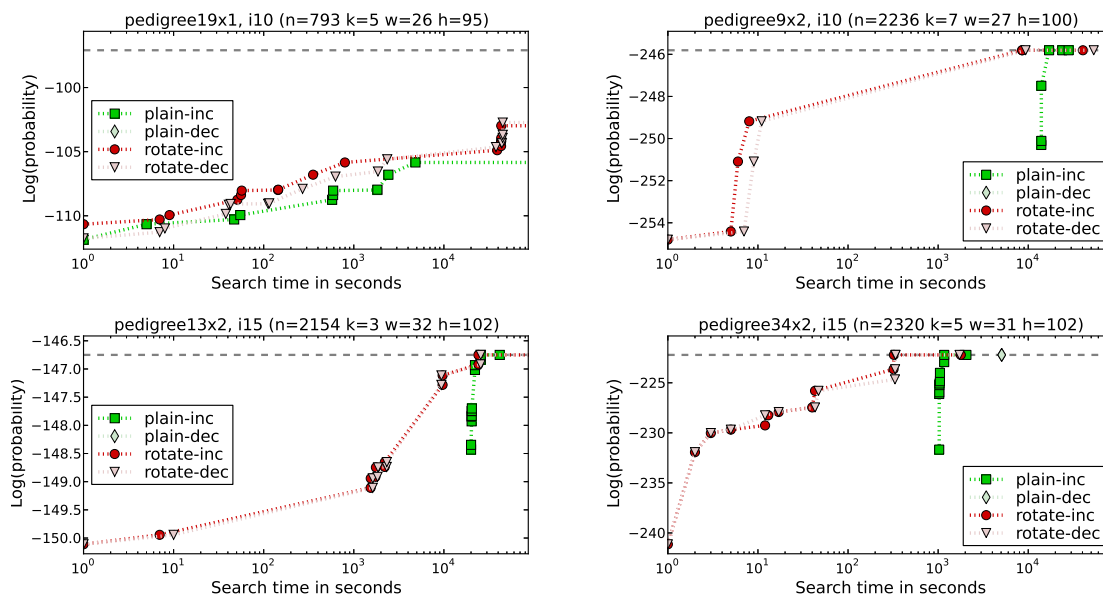 pedigree19x1, i10 (n=793 k=5 w=26 h=95)
Log(probability)
−100
−105
−110
plain-inc
plain-dec
rotate-inc
rotate-dec
10^0 10^1 10^2 10^3 10^4
Search time in seconds
pedigree9x2, i10 (n=2236 k=7 w=27 h=100)
Log(probability)
−246
−248
−250
−252
−254
plain-inc
plain-dec
rotate-inc
rotate-dec
10^0 10^1 10^2 10^3 10^4
Search time in seconds
pedigree13x2, i15 (n=2154 k=3 w=32 h=102)
Log(probability)
−146.5
−147.0
−147.5
−148.0
−148.5
−149.0
−149.5
−150.0
plain-inc
plain-dec
rotate-inc
rotate-dec
10^0 10^1 10^2 10^3 10^4
Search time in seconds
pedigree34x2, i15 (n=2320 k=5 w=31 h=102)
Log(probability)
−225
−230
−235
−240
plain-inc
plain-dec
rotate-inc
rotate-dec
10^0 10^1 10^2 10^3 10^4
Search time in seconds